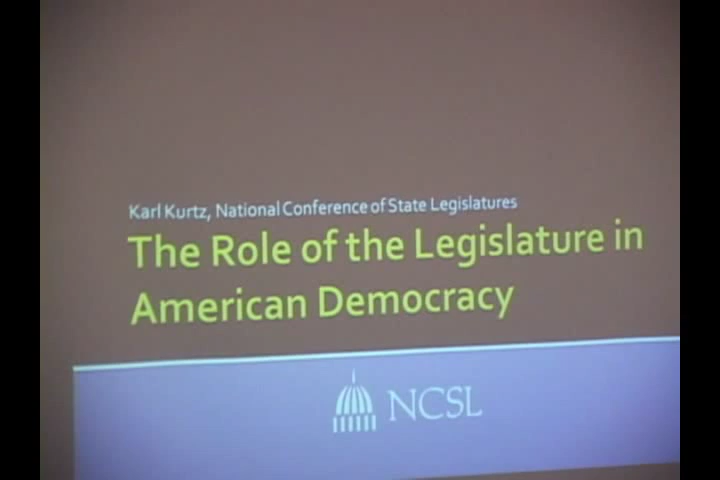 Karl Kurtz, National Conference of State Legislatures
The Role of the Legislature in
American Democracy
NCSL